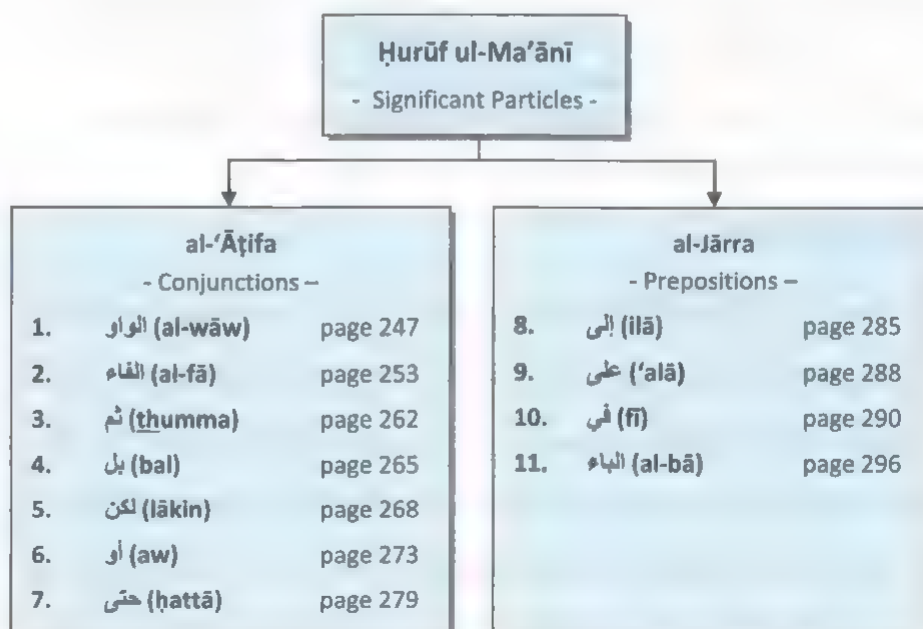 Ḥurūf ul-Ma'ānī
- Significant Particles -
al-‘Āṭifa
- Conjunctions –
1. الواو (al-wāw) page 247
2. الفاء (al-fā) page 253
3. ثم (thumma) page 262
4. بل (bal) page 265
5. لكن (lākin) page 268
6. أو (aw) page 273
7. حتى (ḥattā) page 279
al-Jārra
- Prepositions –
8. إلى (ilā) page 285
9. على (‘alā) page 288
10. في (fī) page 290
11. الباء (al-bā) page 296